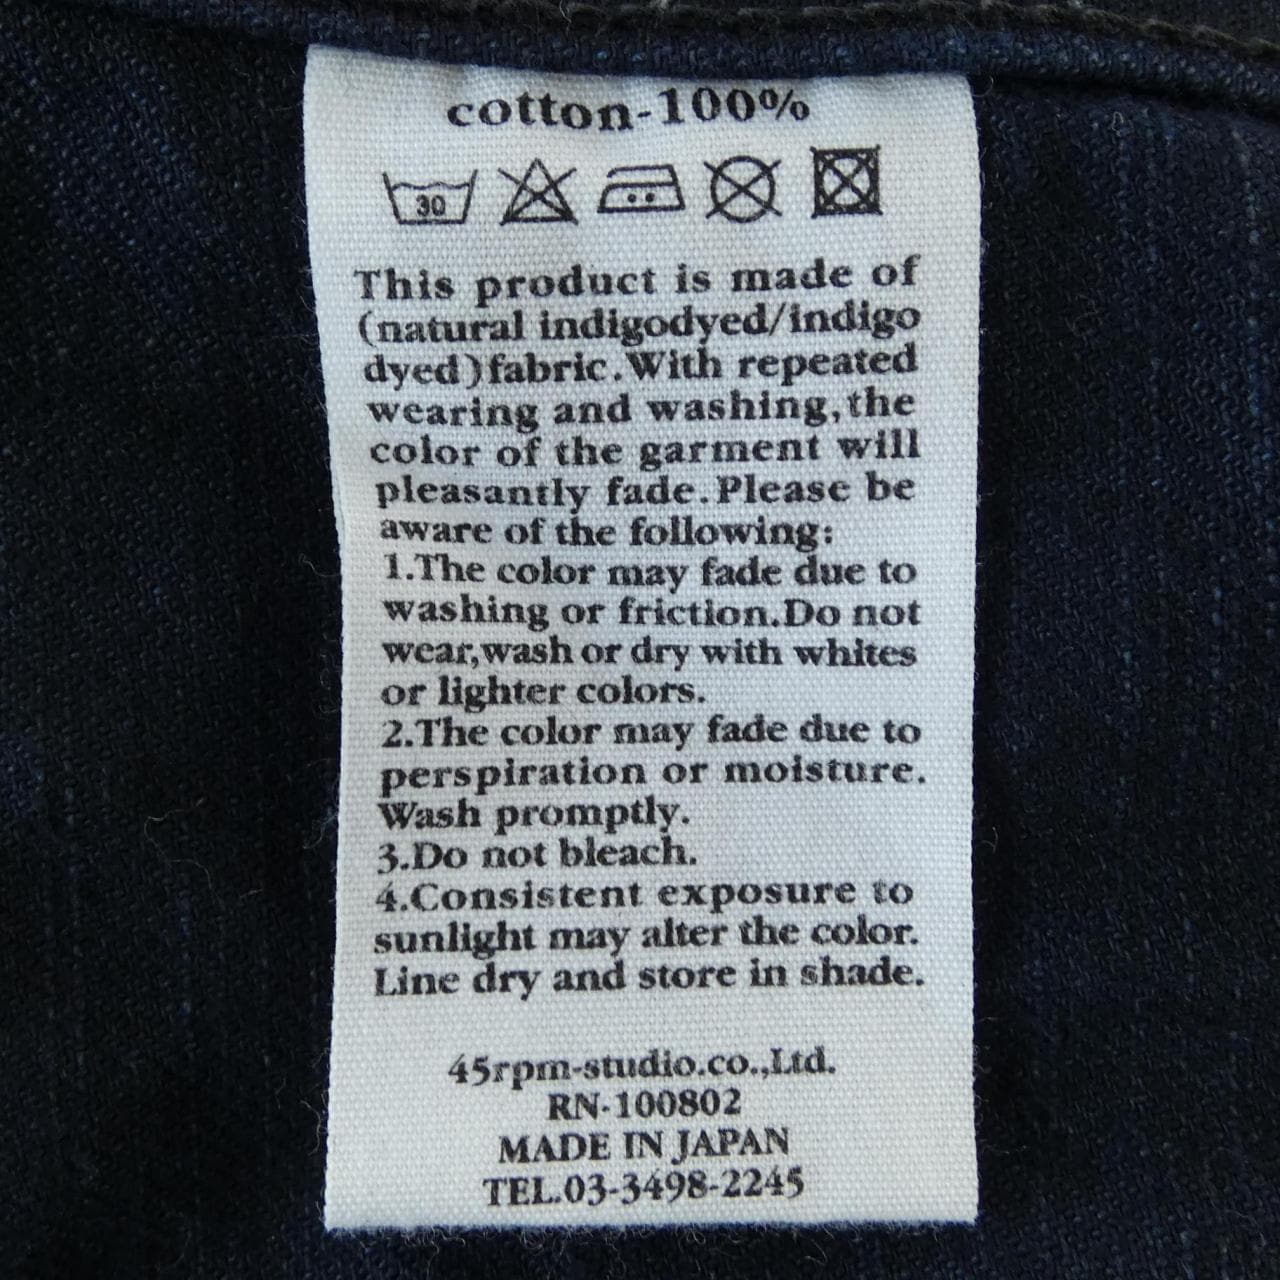 cotton-100%
30
This product is made of
(natural indigodyed/indigo
dyed)fabric.With repeated
wearing and washing,the
color of the garment will
pleasantly fade.Please be
aware of the following:
1.The color may fade due to
washing or friction.Do not
wear,wash or dry with whites
or lighter colors.
2.The color may fade due to
perspiration or moisture.
Wash promptly.
3.Do not bleach.
4.Consistent exposure to
sunlight may alter the color.
Line dry and store in shade.
45rpm-studio.co.,Ltd.
RN-100802
MADE IN JAPAN
TEL.03-3498-2245